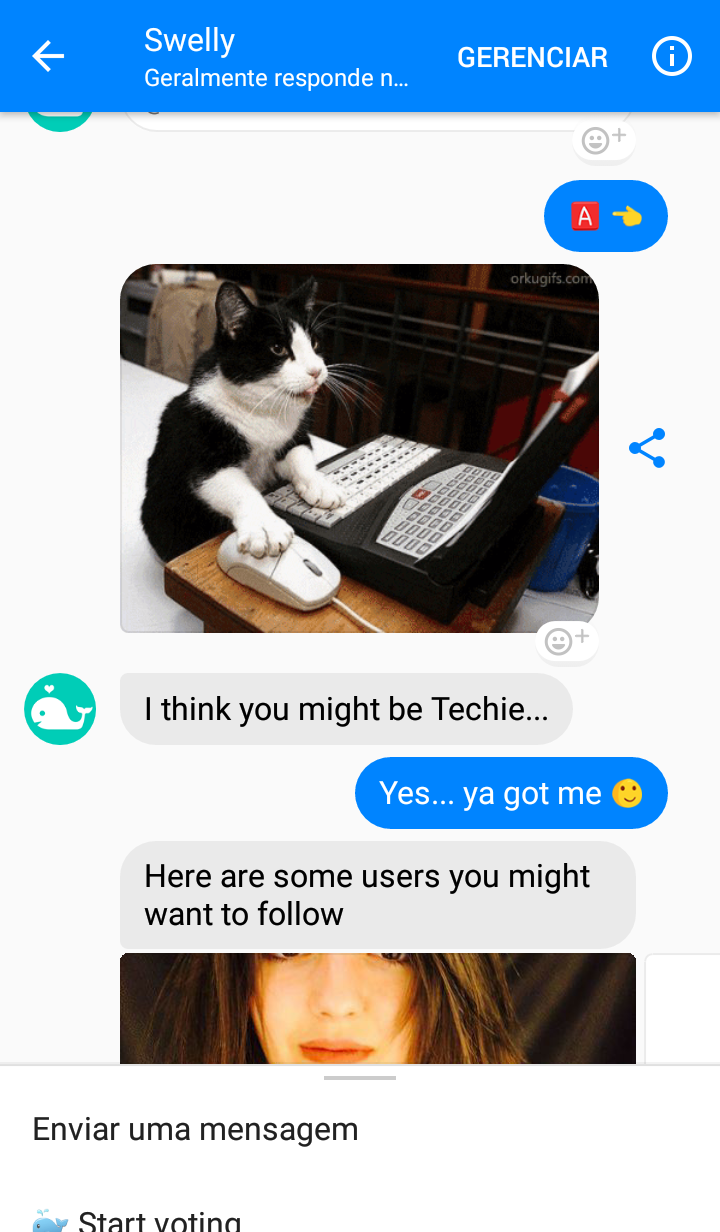 Swelly
Geralmente responde n...
GERENCIAR
🅰 👈
orkugifs.com
I think you might be Techie...
Yes... ya got me 🙂
Here are some users you might
want to follow
Enviar uma mensagem
🐳 Start voting